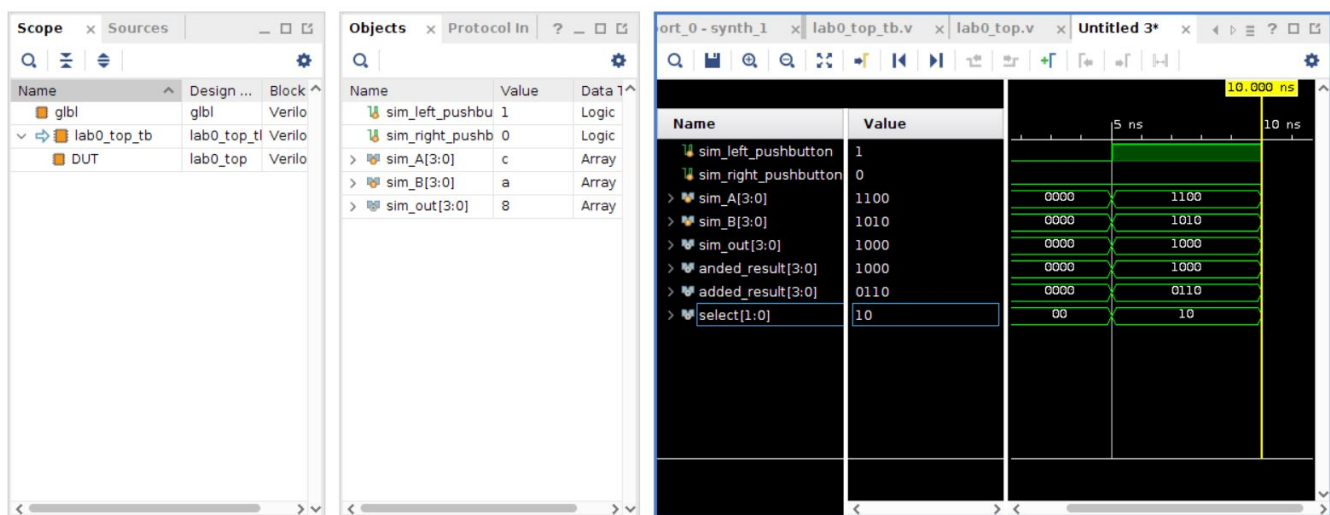 Scope × Sources
Name Design ... Block
glbl glbl Verilo
lab0_top_tb lab0_top_tl Verilo
DUT lab0_top Verilo
Objects × Protocol In ?
Name Value Data T
sim_left_pushbu 1 Logic
sim_right_pushb 0 Logic
sim_A[3:0] c Array
sim_B[3:0] a Array
sim_out[3:0] 8 Array
ort_0 - synth_1 × lab0_top_tb.v × lab0_top.v × Untitled 3* × ?
10.000 ns
Name Value 5 ns 10 ns
sim_left_pushbutton 1
sim_right_pushbutton 0
sim_A[3:0] 1100 0000 1100
sim_B[3:0] 1010 0000 1010
sim_out[3:0] 1000 0000 1000
anded_result[3:0] 1000 0000 1000
added_result[3:0] 0110 0000 0110
select[1:0] 10 00 10